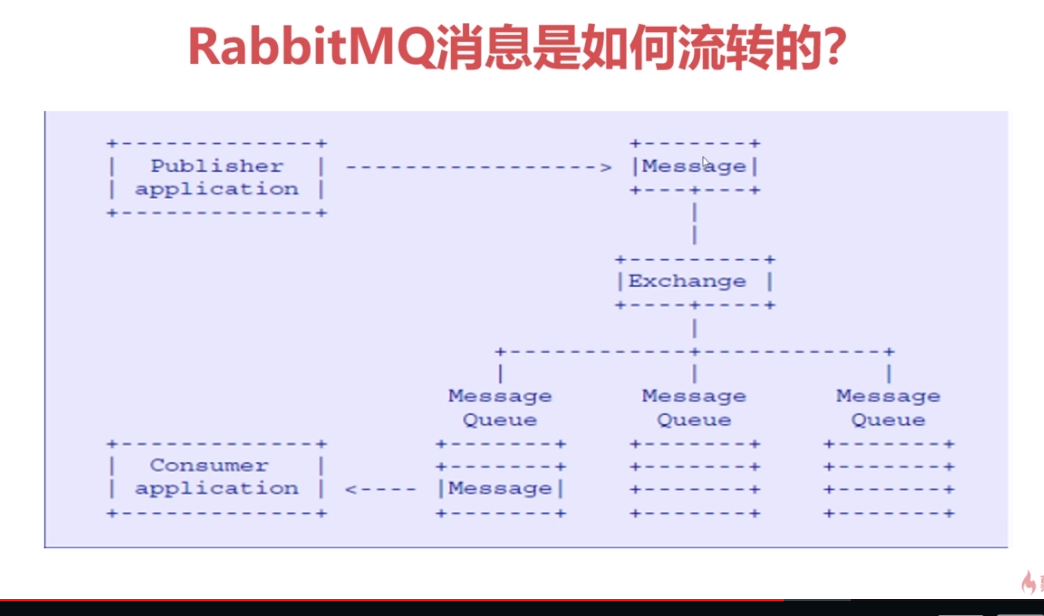 RabbitMQ消息是如何流转的?
Publisher
application
Message
Exchange
Message
Queue
Message
Queue
Message
Queue
Consumer
application
Message